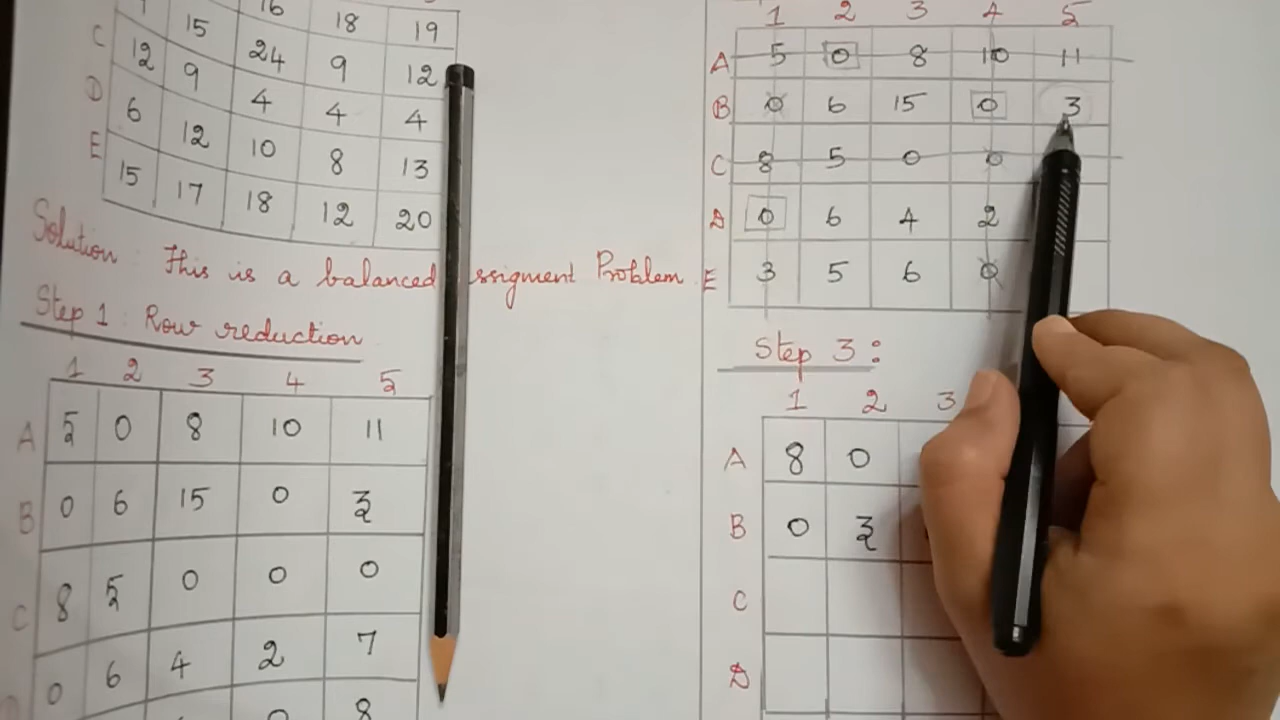 16 18 19
C 15 24 9 12
12 9
D 4 4 4
6 12 10 8 13
E
15 17 18 12 20
Solution : This is a balanced ssigment Problem
Step 1 : Row reduction
1 2 3 4 5
A 5 0 8 10 11
B 0 6 15 0 3
C 8 5 0 0 0
0 6 4 2 7
0 8
1 2 3 4 5
A 5 0 8 10 11
B 0 6 15 0 3
C 8 5 0 0
D 0 6 4 2
E 3 5 6 0
Step 3 :
1 2 3
A 8 0
B 0 3
C
D